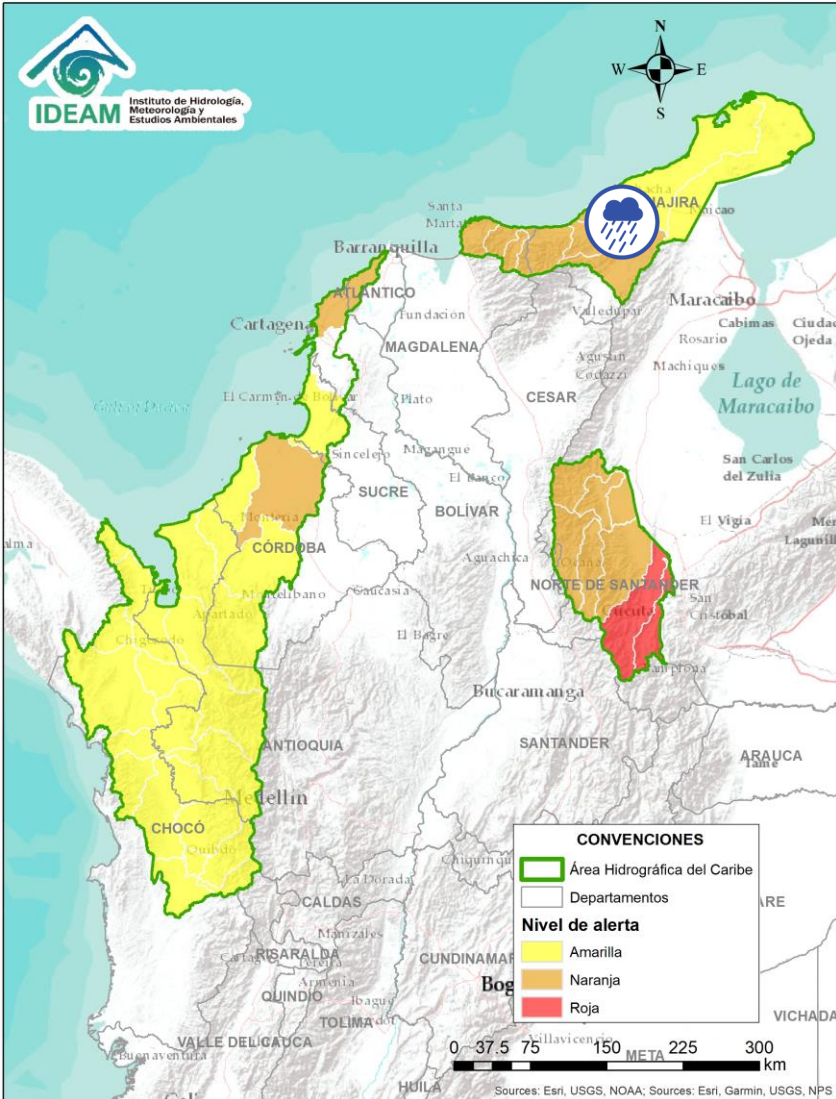 IDEAM
Instituto de Hidrología,
Meteorología y
Estudios Ambientales
N
W
E
S
Santa
Marta
AJIRA
Maicao
Barranquilla
ATLÁNTICO
Maracaibo
Cabimas
Ciudad
Ojeda
Cartagena
Fundación
Valledupar
Rosario
MAGDALENA
Agustín
Codazzi
Machiques
Lago de
Maracaibo
El Carmen de Bolívar
Plato
CESAR
Sincelejo
Magangué
San Carlos
del Zulia
SUCRE
El Banco
BOLÍVAR
El Vigía
Montería
CÓRDOBA
Aguachica
Ocaña
NORTE DE SANTANDER
San
Cristóbal
Cúcuta
Montelíbano
Caucasia
Apartadó
Chigorodó
El Bagre
Pamplona
Bucaramanga
ANTIOQUIA
SANTANDER
ARAUCA
Tame
Medellín
CHOCÓ
Quibdó
La Dorada
CALDAS
Manizales
RISARALDA
Pereira
Armenia
QUINDIO
Ibagué
TOLIMA
CUNDINAMAR
Bog
VICHADA
VALLE DEL CAUCA
Buenaventura
Villavicencio
META
HUILA
CONVENCIONES
Área Hidrográfica del Caribe
Departamentos
Nivel de alerta
Amarilla
Naranja
Roja
0 37.5 75 150 225 300
km
Sources: Esri, USGS, NOAA; Sources: Esri, Garmin, USGS, NPS